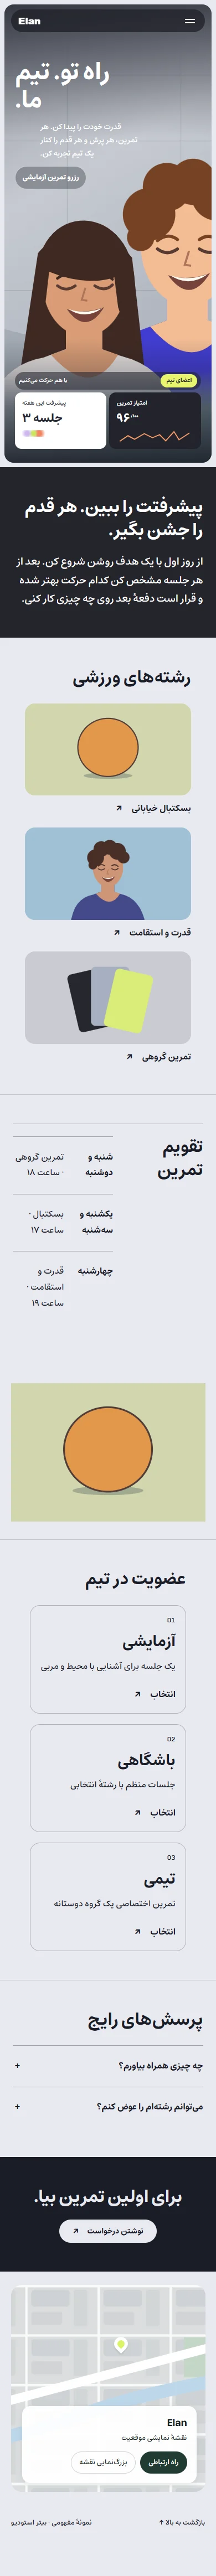 Elan
راه تو. تیم
ما.
قدرت خودت را پیدا کن. هر
تمرین، هر پرش و هر قدم را کنار
یک تیم تجربه کن.
رزرو تمرین آزمایشی
اعضای تیم
با هم حرکت می‌کنیم
امتیاز تمرین
۹۶/۱۰۰
پیشرفت این هفته
۳ جلسه
پیشرفتت را ببین. هر قدم
را جشن بگیر.
از روز اول با یک هدف روشن شروع کن. بعد از
هر جلسه مشخص کن کدام حرکت بهتر شده
و قرار است دفعهٔ بعد روی چه چیزی کار کنی.
رشته‌های ورزشی
بسکتبال خیابانی ↗
قدرت و استقامت ↗
تمرین گروهی ↗
تقویم
تمرین
شنبه و
دوشنبه
تمرین گروهی
· ساعت ۱۸
یکشنبه و
سه‌شنبه
بسکتبال ·
ساعت ۱۷
چهارشنبه
قدرت و
استقامت ·
ساعت ۱۹
عضویت در تیم
01
آزمایشی
یک جلسه برای آشنایی با محیط و مربی
انتخاب ↗
02
باشگاهی
جلسات منظم با رشتهٔ انتخابی
انتخاب ↗
03
تیمی
تمرین اختصاصی یک گروه دوستانه
انتخاب ↗
پرسش‌های رایج
چه چیزی همراه بیاورم؟ +
می‌توانم رشته‌ام را عوض کنم؟ +
برای اولین تمرین بیا.
نوشتن درخواست ↗
Elan
نقشهٔ نمایشی موقعیت
راه ارتباطی
بزرگ‌نمایی نقشه
بازگشت به بالا ↑
نمونهٔ مفهومی · بیتر استودیو